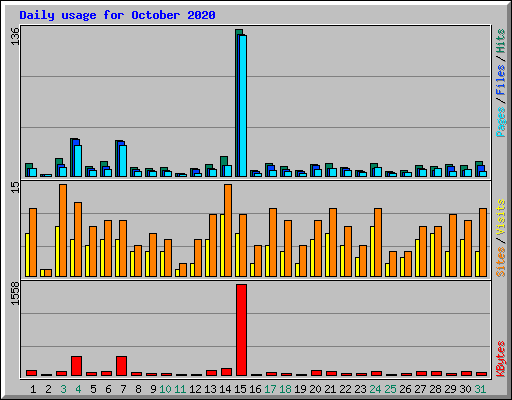 Daily usage for October 2020
136
Pages / Files / Hits
15
Sites / Visits
1558
KBytes
1 2 3 4 5 6 7 8 9 10 11 12 13 14 15 16 17 18 19 20 21 22 23 24 25 26 27 28 29 30 31